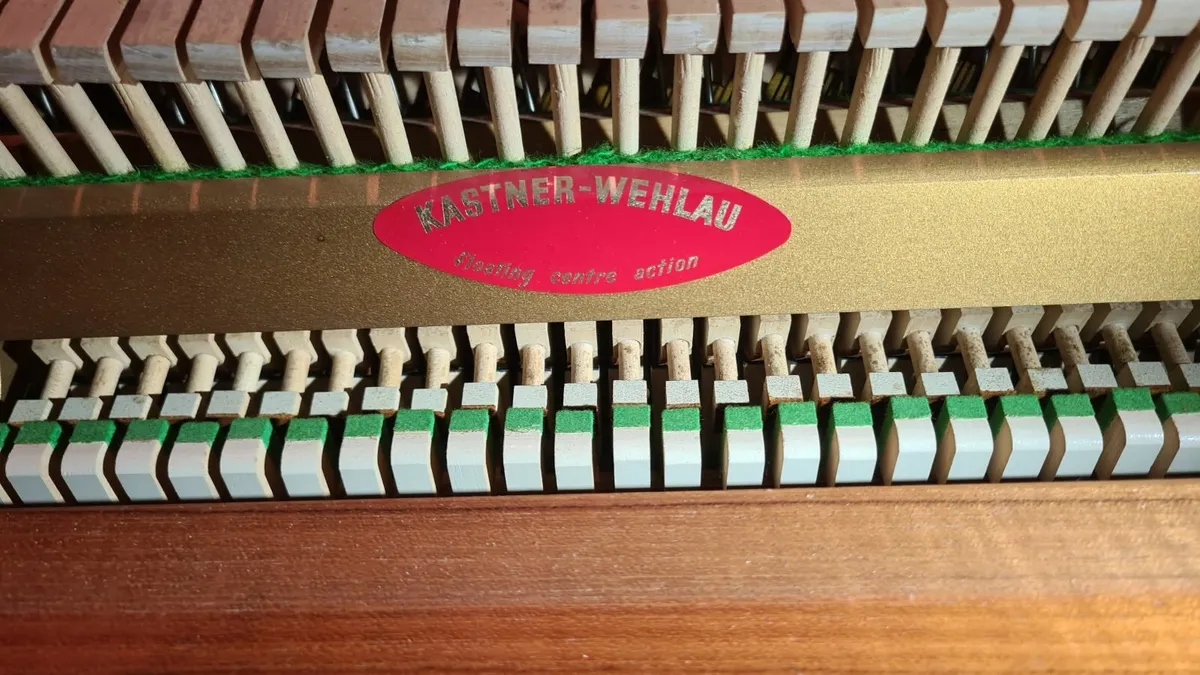 KASTNER-WEHLAU
floating centre action